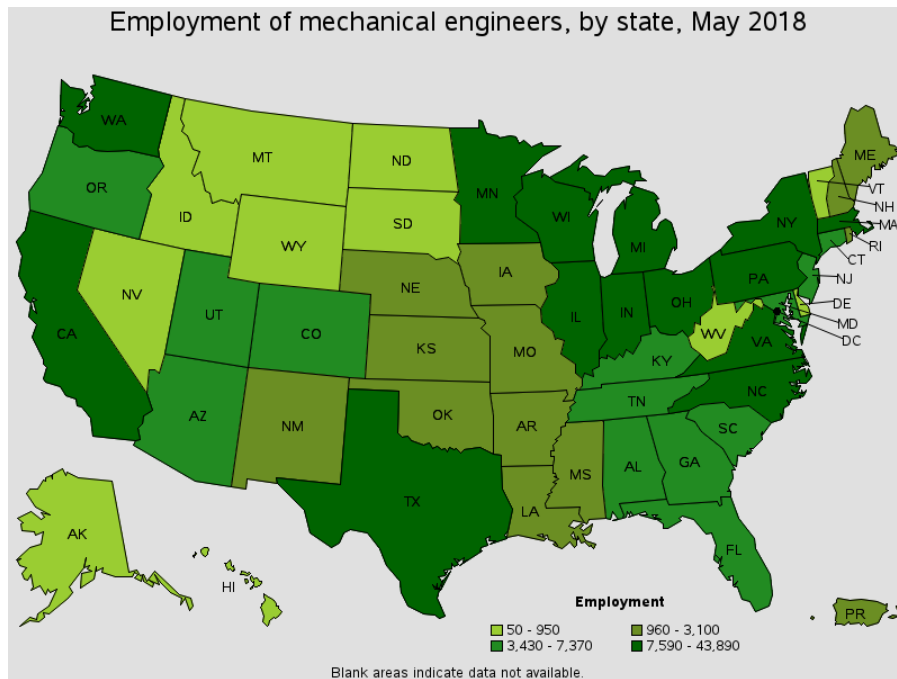 Employment of mechanical engineers, by state, May 2018
WA
MT
ND
MN
ME
VT
NH
MA
RI
CT
NJ
DE
MD
DC
OR
ID
WY
SD
WI
MI
NY
NV
UT
CO
NE
IA
IL
IN
OH
PA
CA
AZ
NM
KS
MO
KY
WV
VA
OK
AR
TN
NC
TX
LA
MS
AL
GA
SC
FL
AK
HI
PR
Employment
50 - 950
960 - 3,100
3,430 - 7,370
7,590 - 43,890
Blank areas indicate data not available.